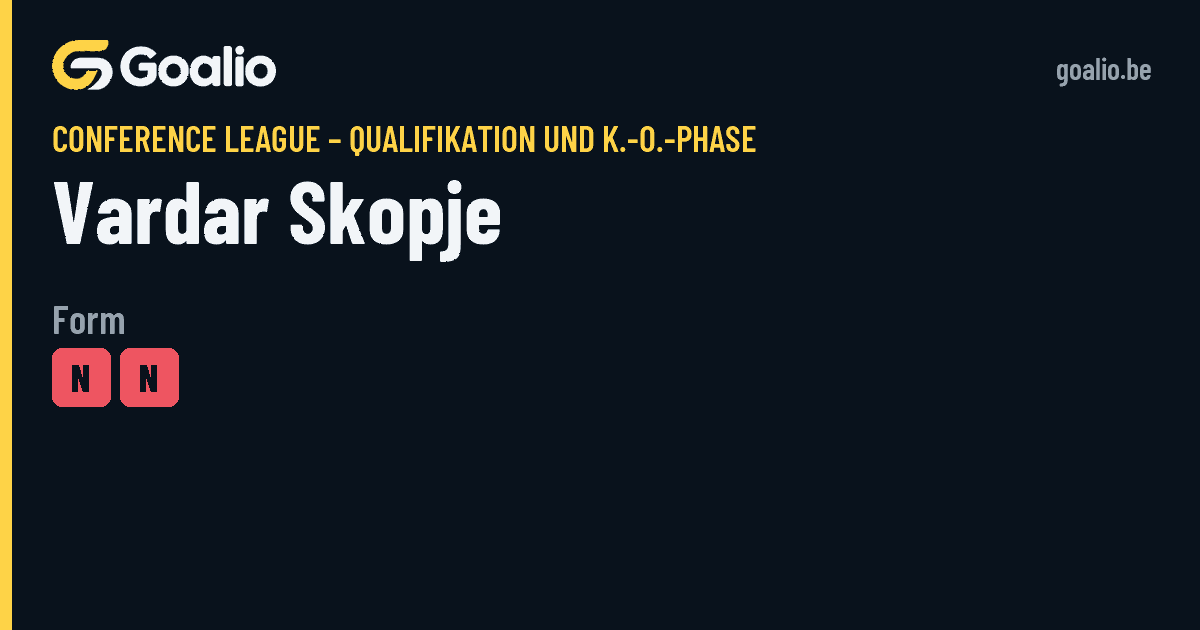 Goalio
goalio.be
CONFERENCE LEAGUE – QUALIFIKATION UND K.-O.-PHASE
Vardar Skopje
Form
N N